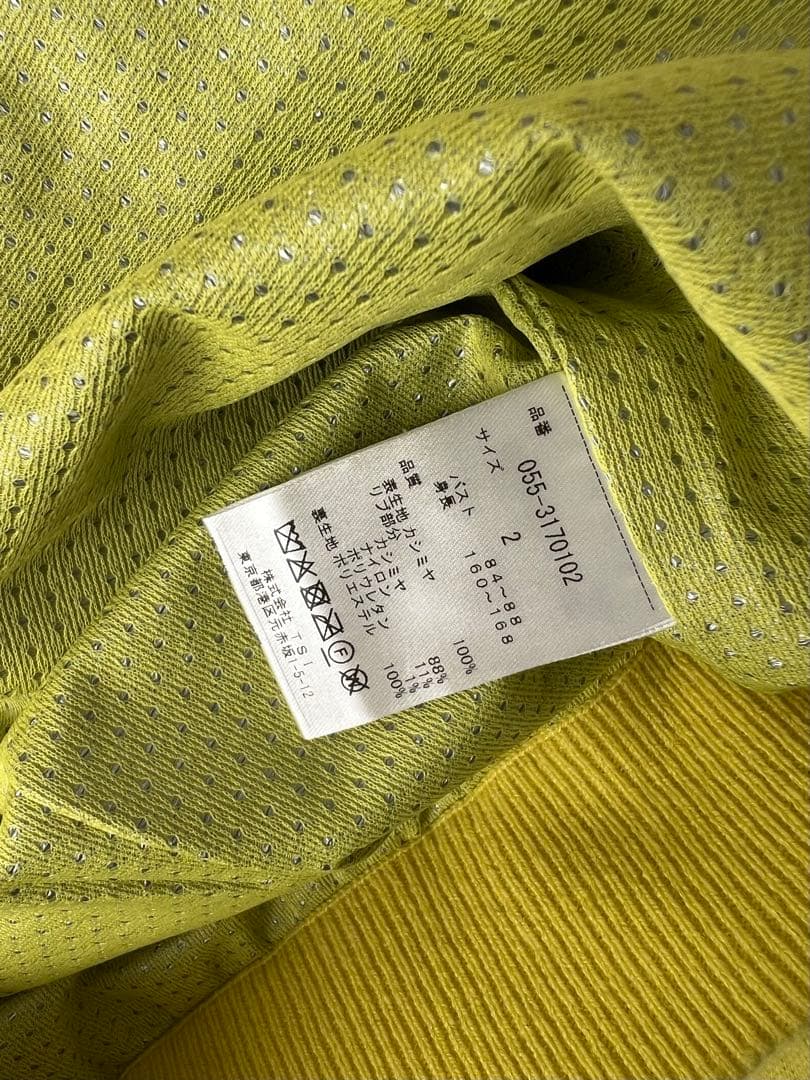 品番 055-3170102
サイズ 2
バスト 84～88
身長 160～168
品質
表生地 カシミヤ 100%
リブ部分 カシミヤ 88%
ナイロン 11%
ポリウレタン 1%
裏生地 ポリエステル 100%
F
株式会社 TSI
東京都港区元赤坂1-5-12